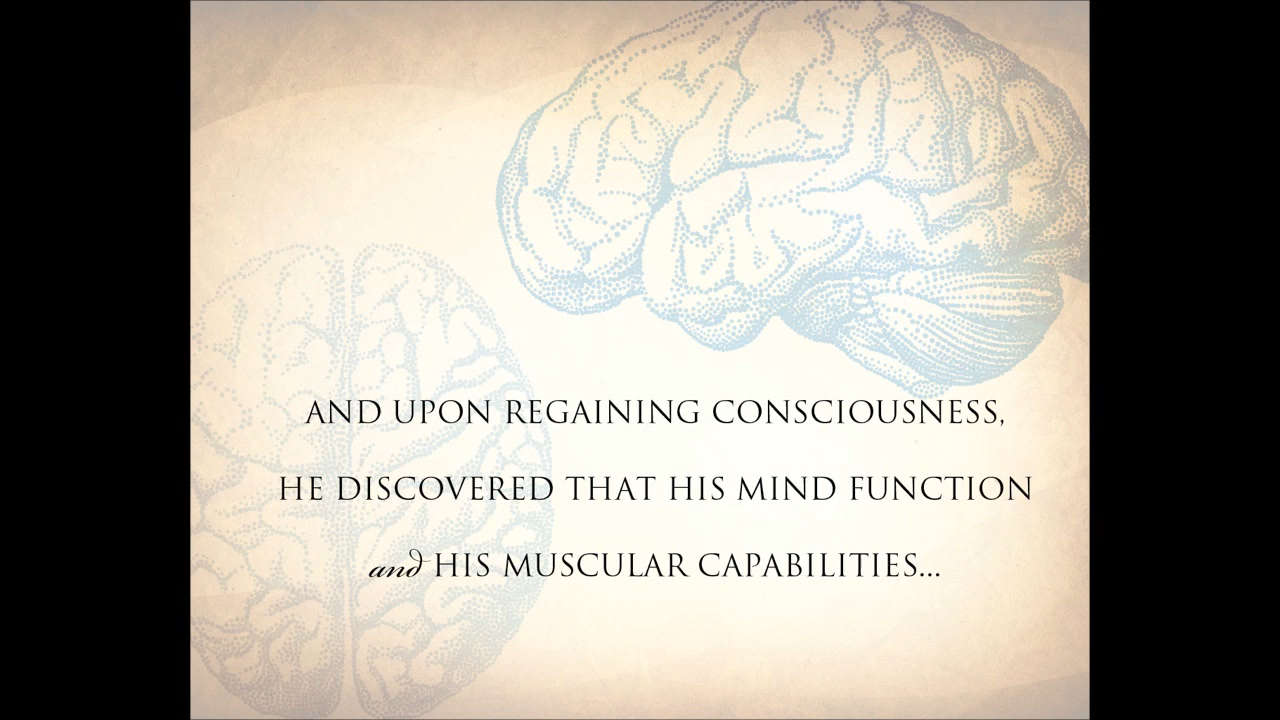 AND UPON REGAINING CONSCIOUSNESS,
HE DISCOVERED THAT HIS MIND FUNCTION
and HIS MUSCULAR CAPABILITIES...